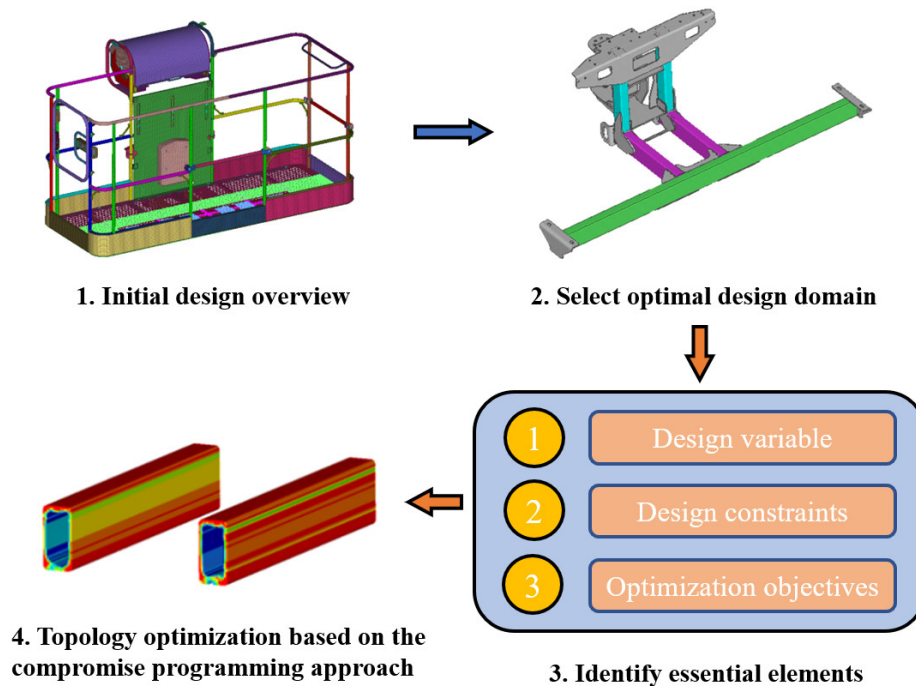 1. Initial design overview
2. Select optimal design domain
1
Design variable
2
Design constraints
3
Optimization objectives
3. Identify essential elements
4. Topology optimization based on the
compromise programming approach